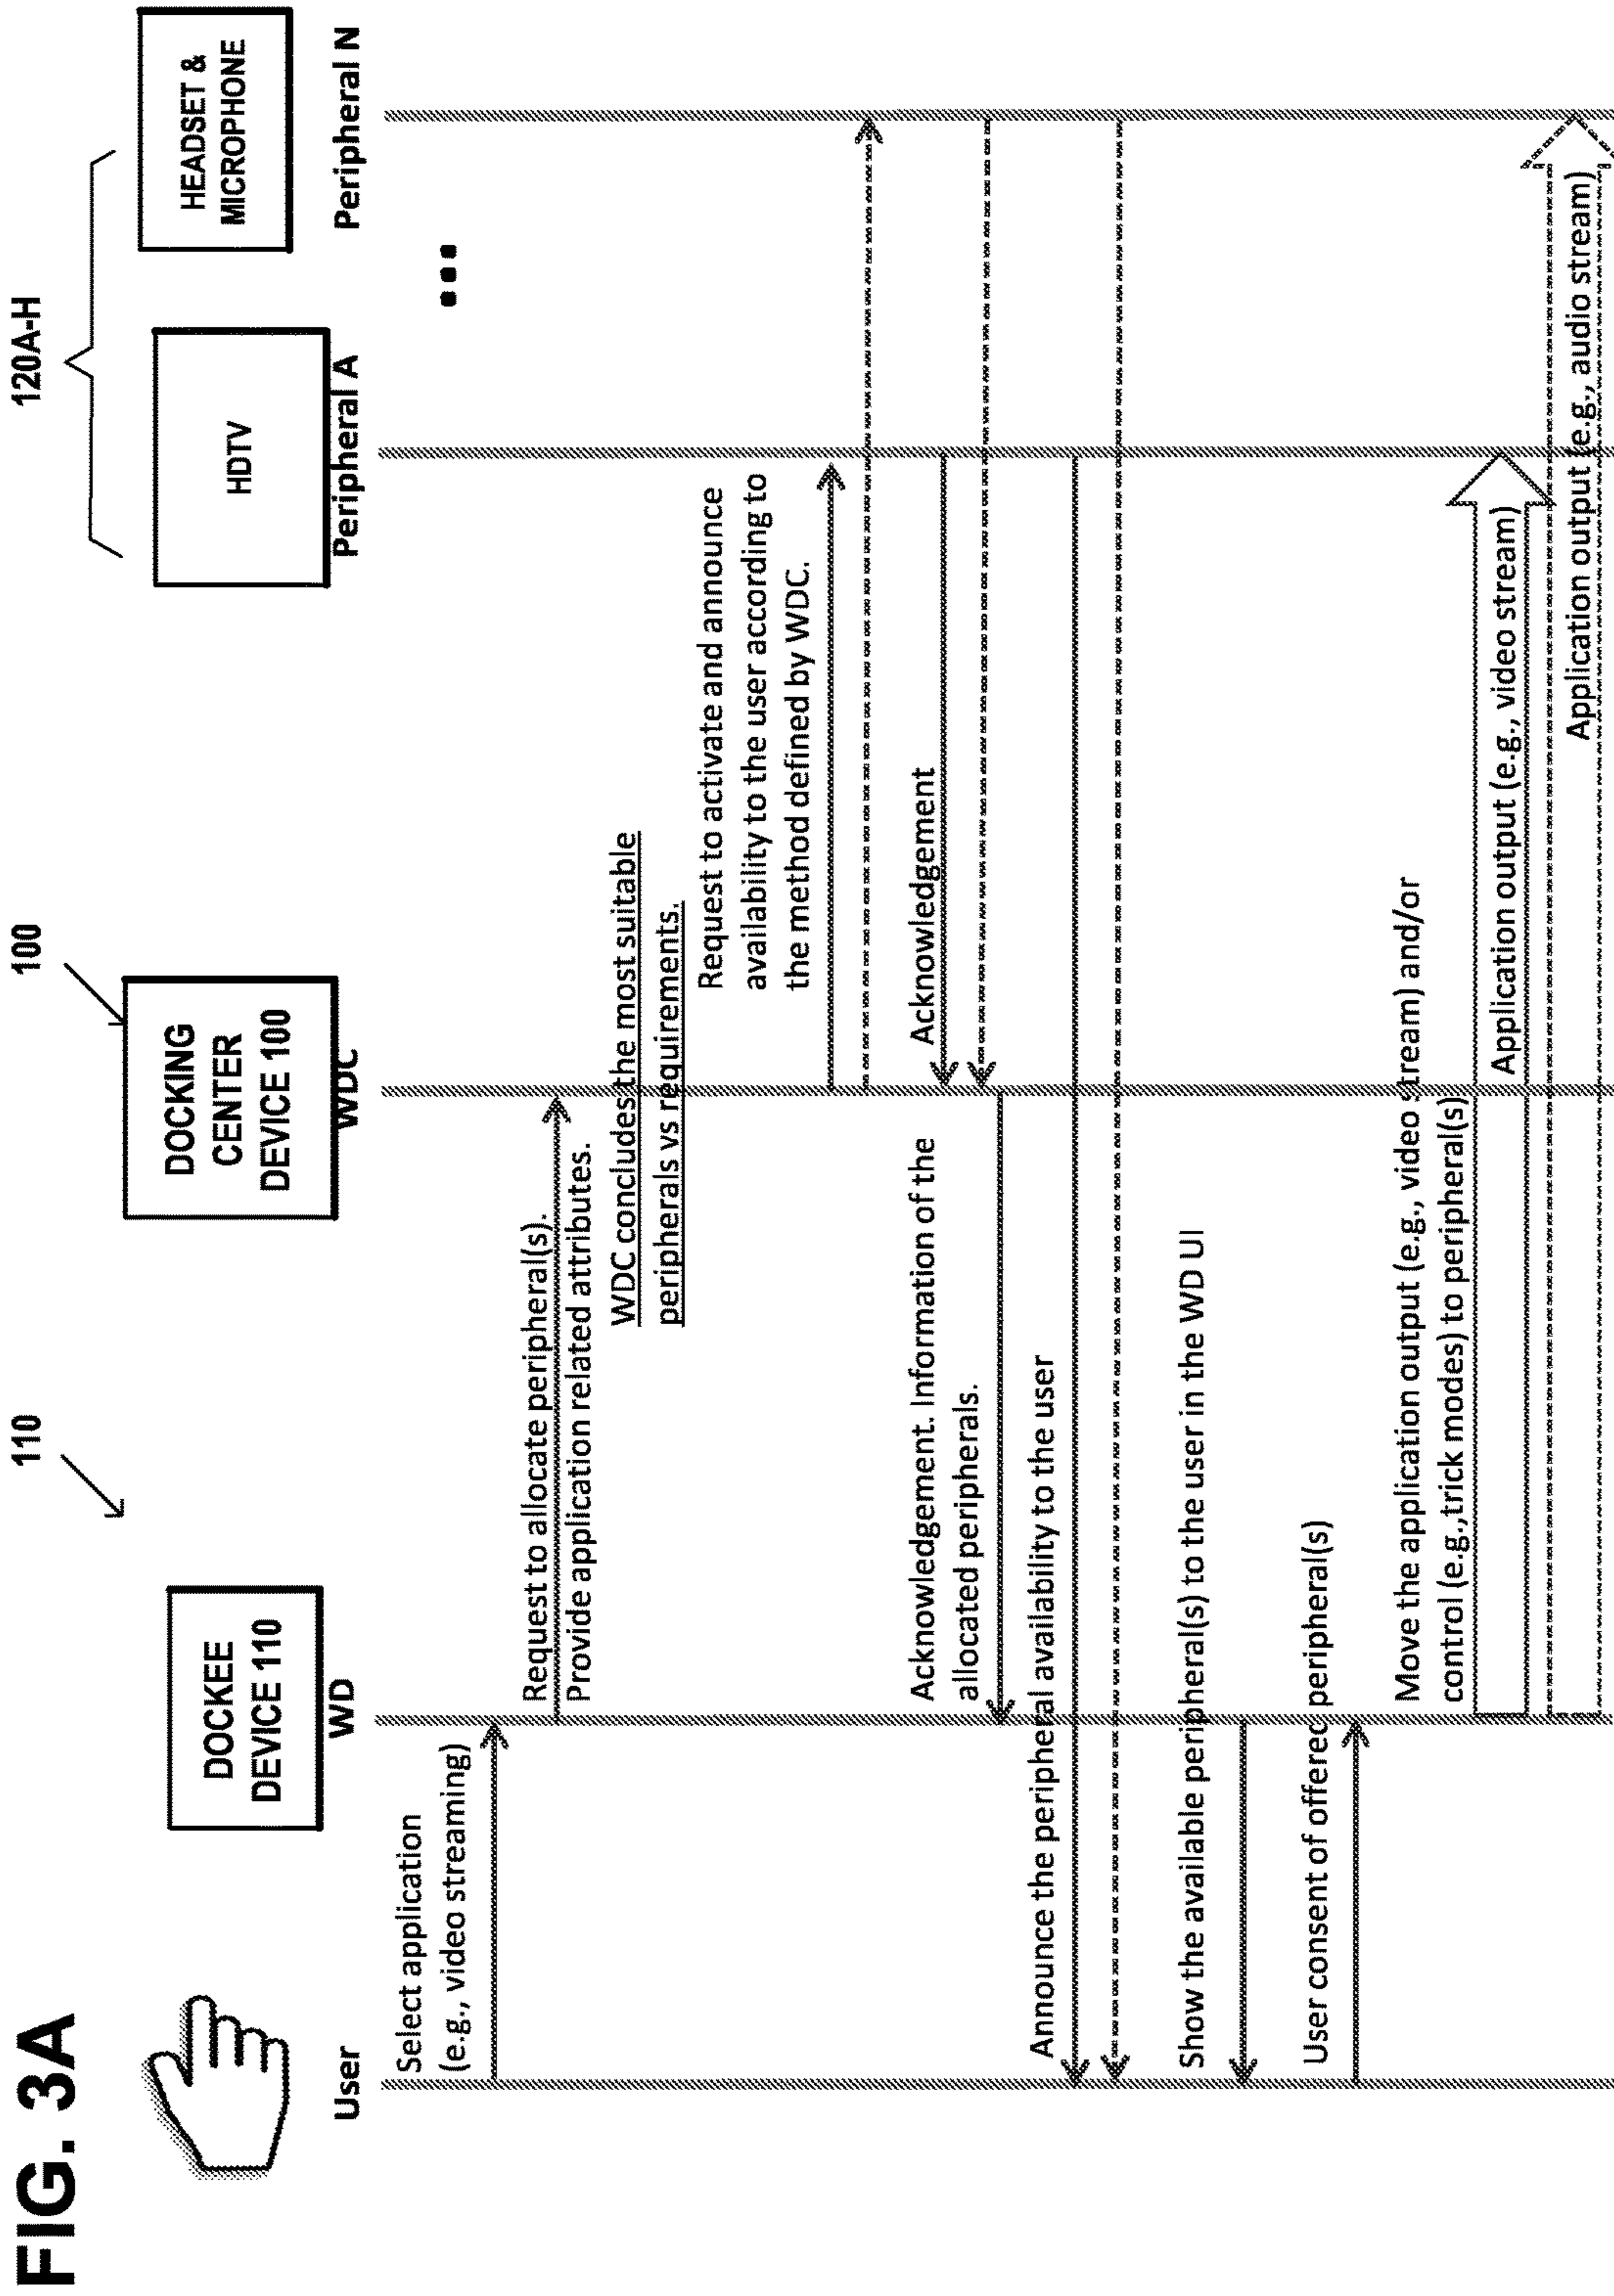 FIG. 3A
110
100
120A-H
DOCKEE
DEVICE 110
DOCKING
CENTER
DEVICE 100
HDTV
HEADSET &
MICROPHONE
User
WD
WDC
Peripheral A
Peripheral N
Select application
(e.g., video streaming)
Request to allocate peripheral(s).
Provide application related attributes.
WDC concludes the most suitable
peripherals vs requirements.
Request to activate and announce
availability to the user according to
the method defined by WDC.
Acknowledgement
Acknowledgement. Information of the
allocated peripherals.
Announce the peripheral availability to the user
Show the available peripheral(s) to the user in the WD UI
User consent of offered peripheral(s)
Move the application output (e.g., video stream) and/or
control (e.g.,trick modes) to peripheral(s)
Application output (e.g., video stream)
Application output (e.g., audio stream)